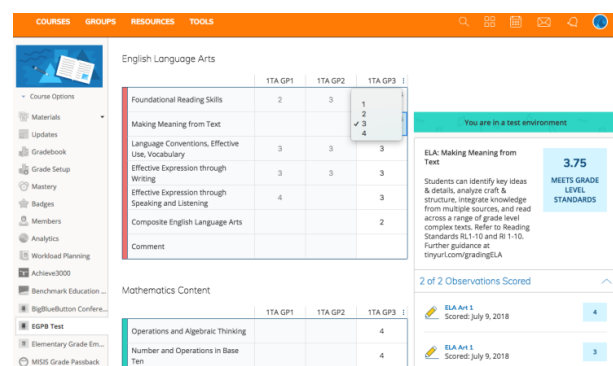 COURSES GROUPS RESOURCES TOOLS
Course Options
Materials
Updates
Gradebook
Grade Setup
Mastery
Badges
Members
Analytics
Workload Planning
Achieve3000
Benchmark Education ...
BigBlueButton Confere...
EGPB Test
Elementary Grade Em...
MISIS Grade Passback
English Language Arts
1TA GP1 1TA GP2 1TA GP3
Foundational Reading Skills 2 3
Making Meaning from Text
1
2
✓ 3
4
Language Conventions, Effective
Use, Vocabulary 3 3 3
Effective Expression through
Writing 3 3 3
Effective Expression through
Speaking and Listening 4 3
Composite English Language Arts 2
Comment
Mathematics Content
1TA GP1 1TA GP2 1TA GP3
Operations and Algebraic Thinking 4
Number and Operations in Base
Ten 4
You are in a test environment
ELA: Making Meaning from
Text
Students can identify key ideas
& details, analyze craft &
structure, integrate knowledge
from multiple sources, and read
across a range of grade level
complex texts. Refer to Reading
Standards RL1-10 and RI 1-10.
Further guidance at
tinyurl.com/gradingELA
3.75
MEETS GRADE
LEVEL
STANDARDS
2 of 2 Observations Scored
ELA Art 1
Scored: July 9, 2018 4
ELA Art 1
Scored: July 9, 2018 3